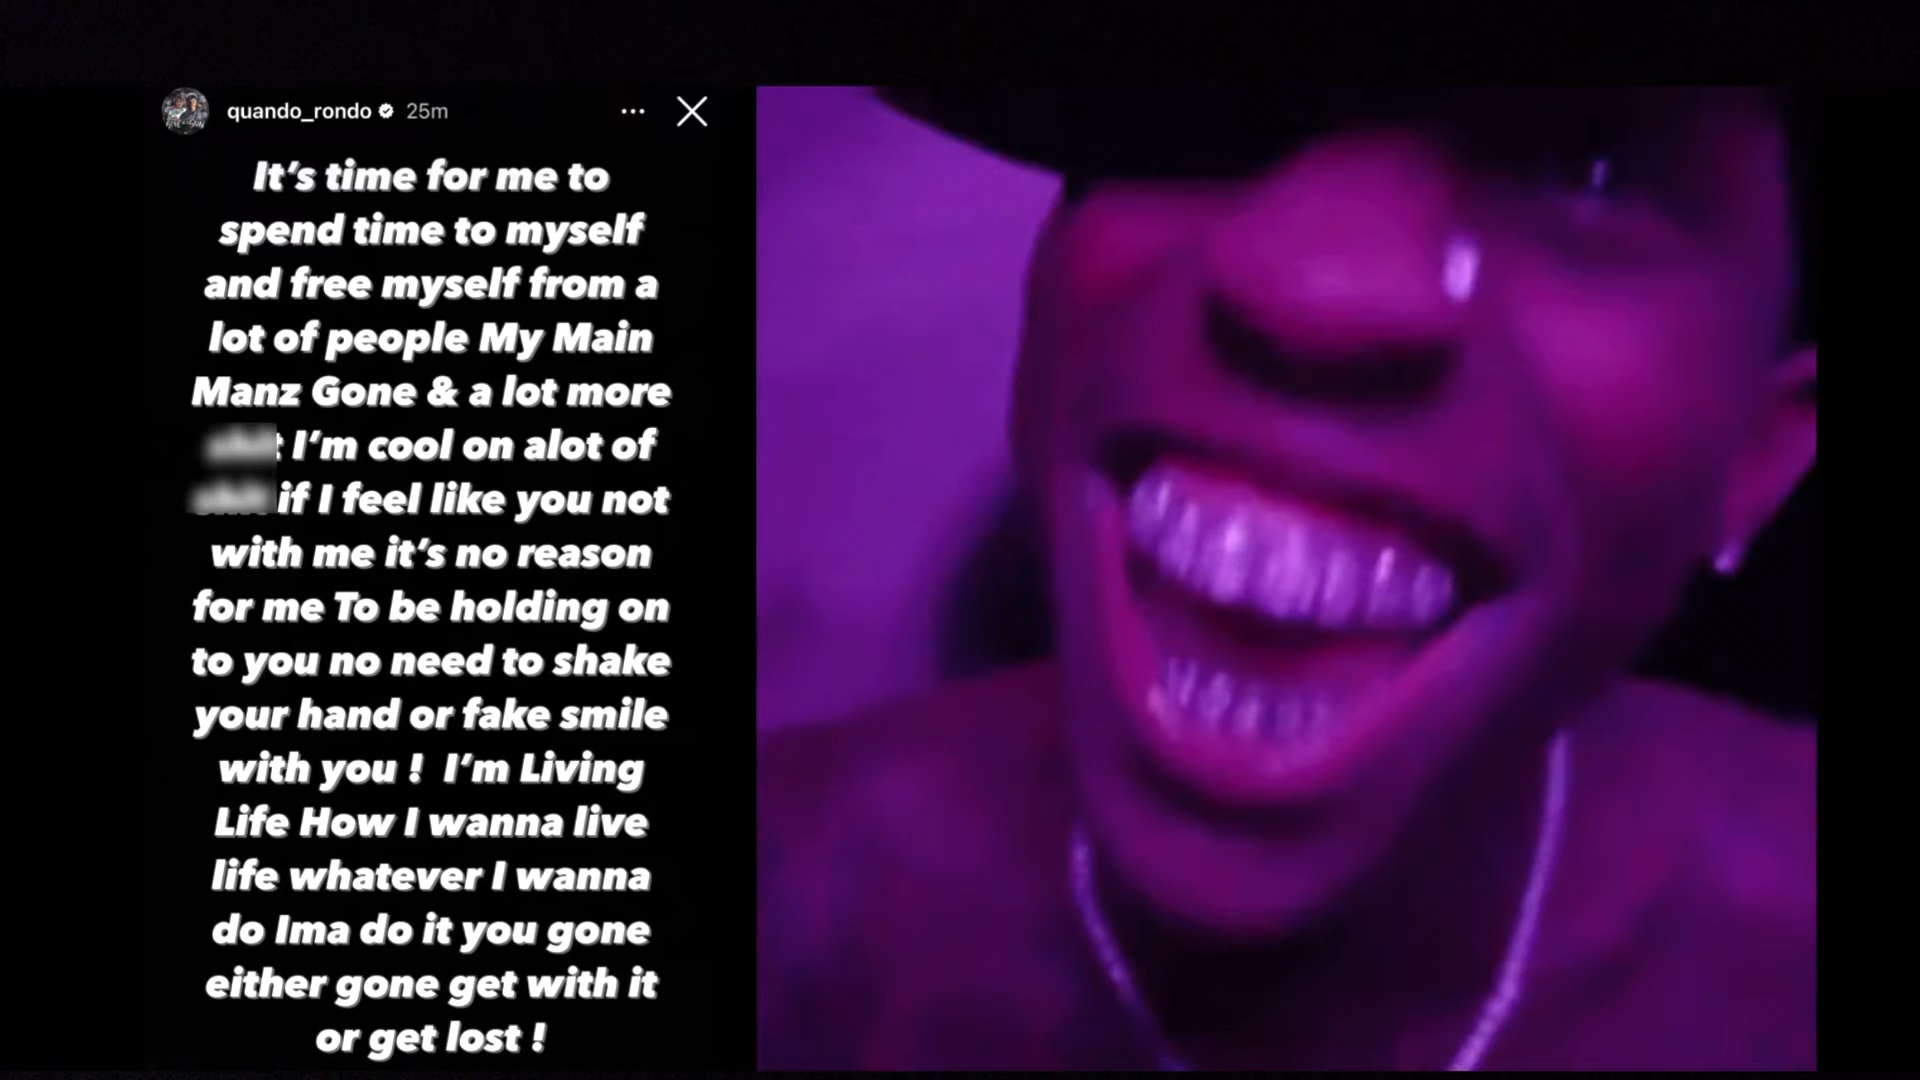 quando_rondo 25m
It's time for me to
spend time to myself
and free myself from a
lot of people My Main
Manz Gone & a lot more
I'm cool on alot of
if I feel like you not
with me it's no reason
for me To be holding on
to you no need to shake
your hand or fake smile
with you !  I'm Living
Life How I wanna live
life whatever I wanna
do Ima do it you gone
either gone get with it
or get lost !